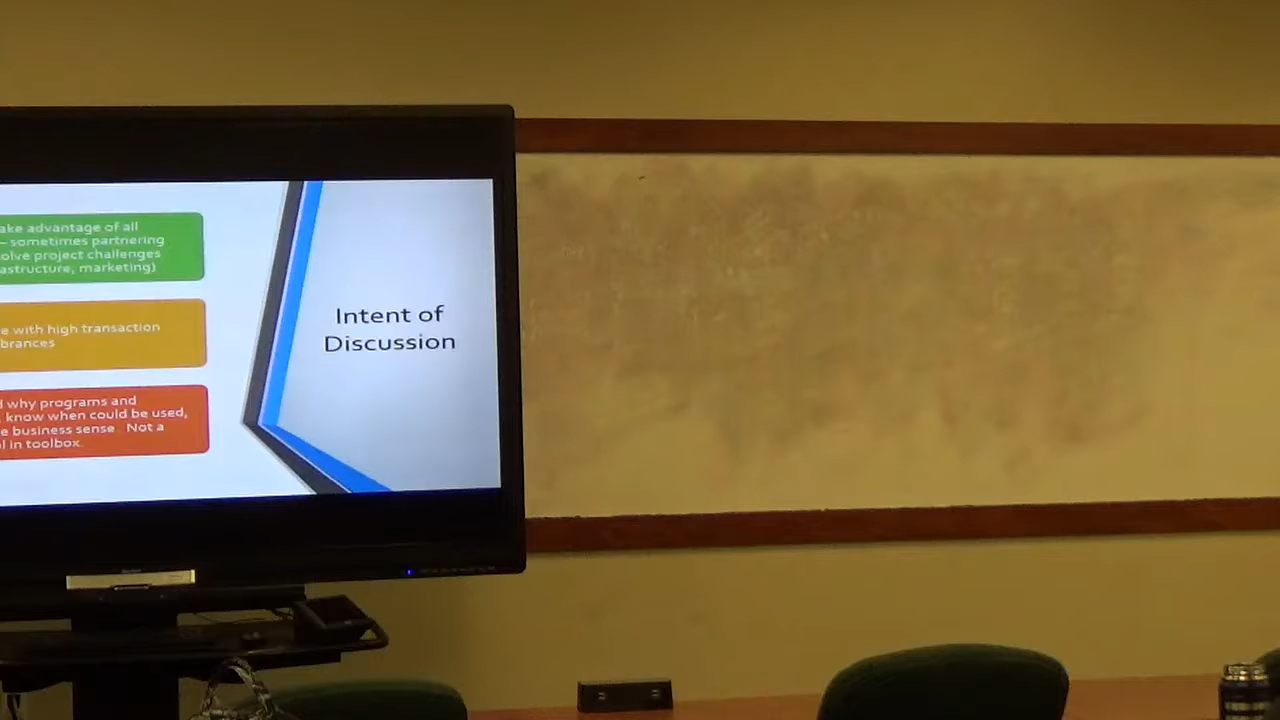 ake advantage of all
– sometimes partnering
olve project challenges
astructure, marketing)
e with high transaction
brances
d why programs and
know when could be used,
e business sense Not a
l in toolbox.
Intent of
Discussion